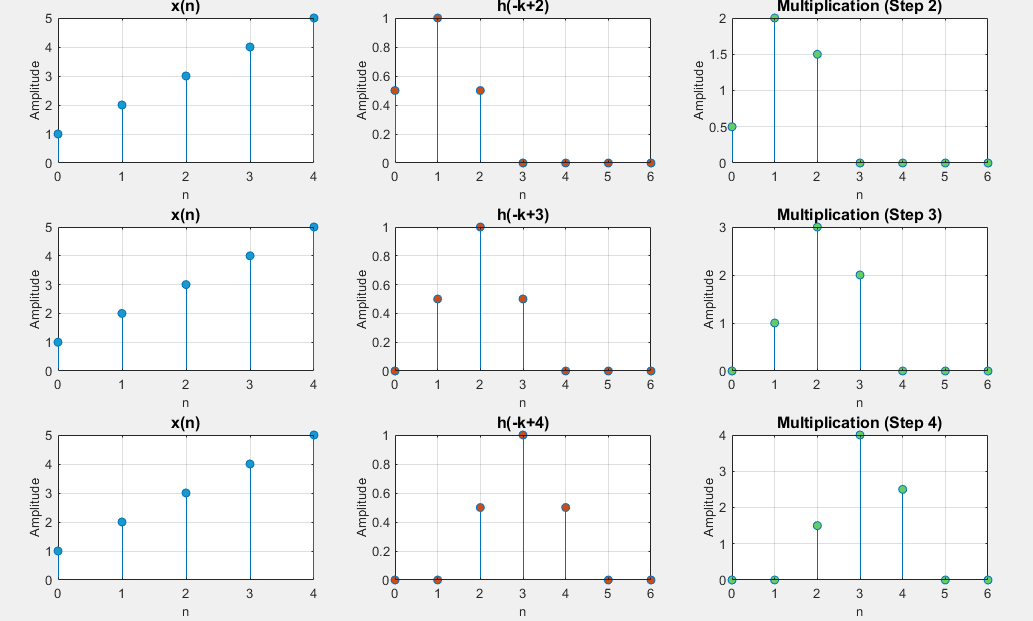 x(n)
h(-k+2)
Multiplication (Step 2)
5
4
3
2
1
0
Amplitude
0 1 2 3 4
n
1
0.8
0.6
0.4
0.2
0
Amplitude
0 1 2 3 4 5 6
n
2
1.5
1
0.5
0
Amplitude
0 1 2 3 4 5 6
n
x(n)
h(-k+3)
Multiplication (Step 3)
5
4
3
2
1
0
Amplitude
0 1 2 3 4
n
1
0.8
0.6
0.4
0.2
0
Amplitude
0 1 2 3 4 5 6
n
3
2
1
0
Amplitude
0 1 2 3 4 5 6
n
x(n)
h(-k+4)
Multiplication (Step 4)
5
4
3
2
1
0
Amplitude
0 1 2 3 4
n
1
0.8
0.6
0.4
0.2
0
Amplitude
0 1 2 3 4 5 6
n
4
3
2
1
0
Amplitude
0 1 2 3 4 5 6
n